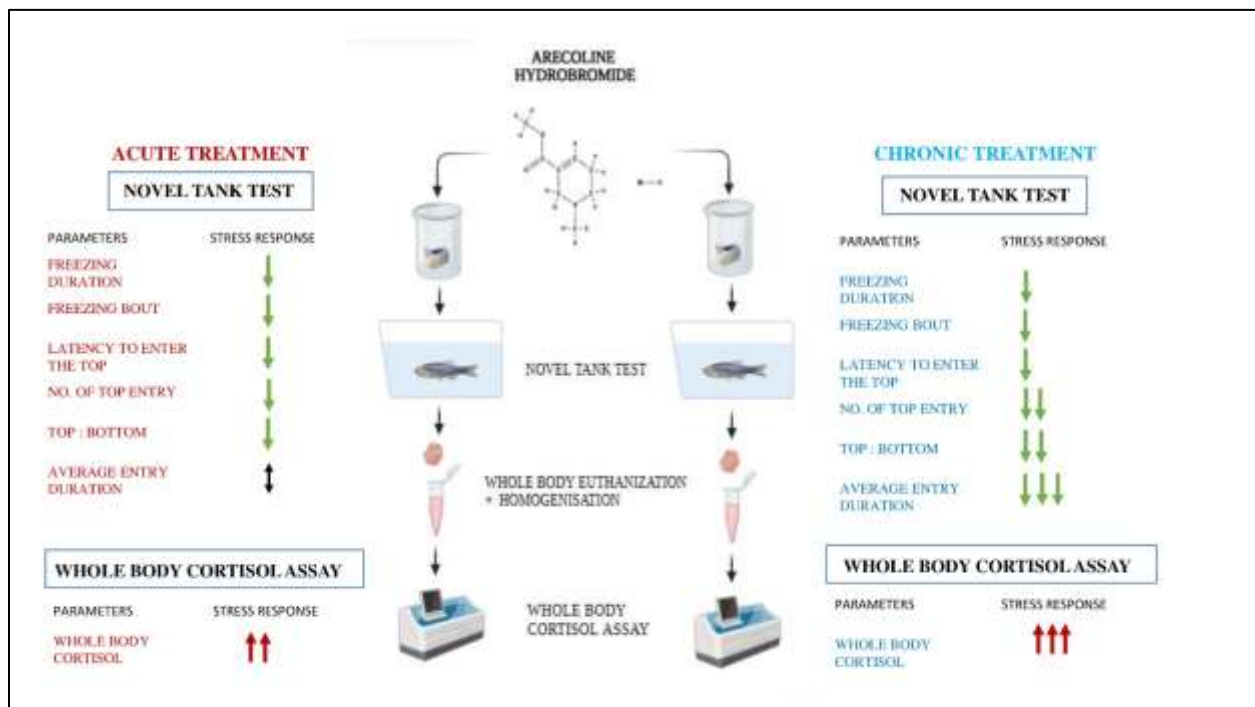 ARECOLINE
HYDROBROMIDE
ACUTE TREATMENT
NOVEL TANK TEST
PARAMETERS STRESS RESPONSE
FREEZING
DURATION
FREEZING BOUT
LATENCY TO ENTER
THE TOP
NO. OF TOP ENTRY
TOP : BOTTOM
AVERAGE ENTRY
DURATION
WHOLE BODY CORTISOL ASSAY
PARAMETERS STRESS RESPONSE
WHOLE BODY
CORTISOL
NOVEL TANK TEST
WHOLE BODY EUTHANIZATION
+ HOMOGENISATION
WHOLE BODY
CORTISOL ASSAY
CHRONIC TREATMENT
NOVEL TANK TEST
PARAMETERS STRESS RESPONSE
FREEZING
DURATION
FREEZING BOUT
LATENCY TO ENTER
THE TOP
NO. OF TOP ENTRY
TOP : BOTTOM
AVERAGE ENTRY
DURATION
WHOLE BODY CORTISOL ASSAY
PARAMETERS STRESS RESPONSE
WHOLE BODY
CORTISOL